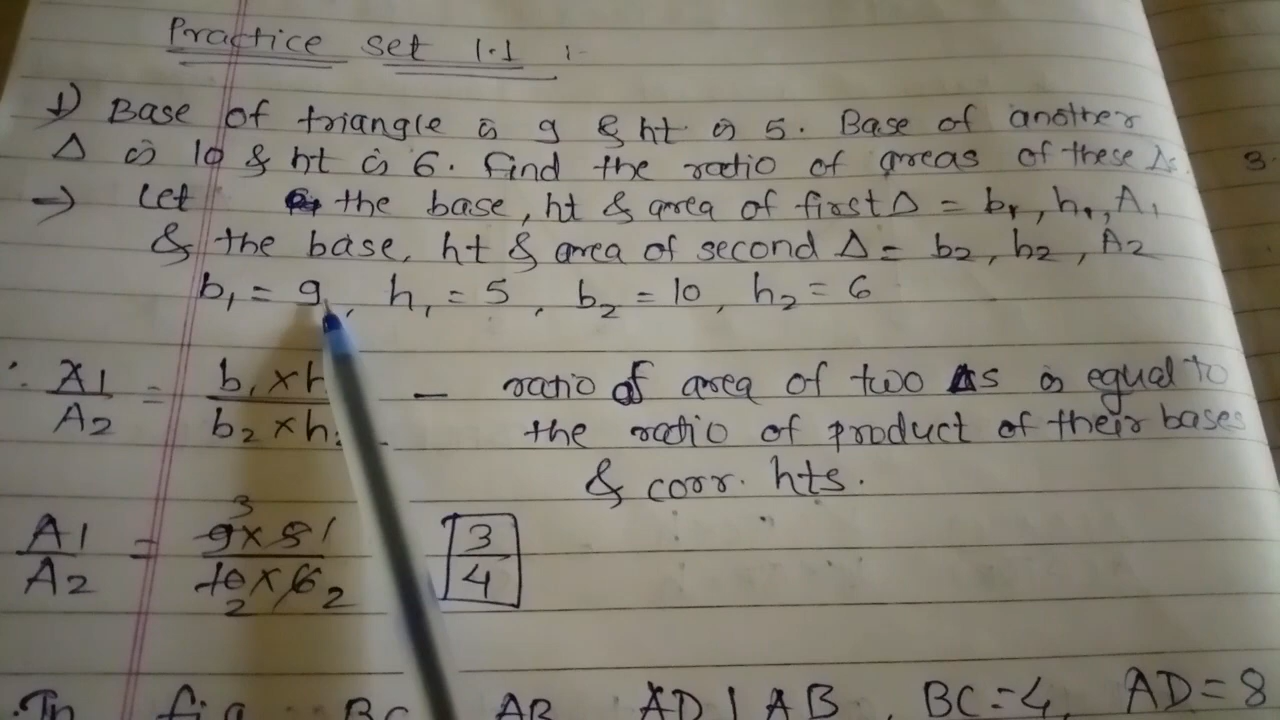 Practice set 1.1 :-
1) Base of triangle is 9 & ht. is 5. Base of another
Δ is 10 & ht is 6. Find the ratio of areas of these Δs.
3.
→ Let the base, ht & area of first Δ = b1, h1, A1
& the base, ht & area of second Δ = b2, h2, A2
b1 = 9, h1 = 5, b2 = 10, h2 = 6
∴ A1/A2 = b1 × h / b2 × h2 — ratio of area of two Δs is equal to
the ratio of product of their bases
& corr. hts.
A1/A2 = 9 × 5 / 10 × 6 3 1 2 2 3/4
In fig BC AB AD AB, BC = 4, AD = 8